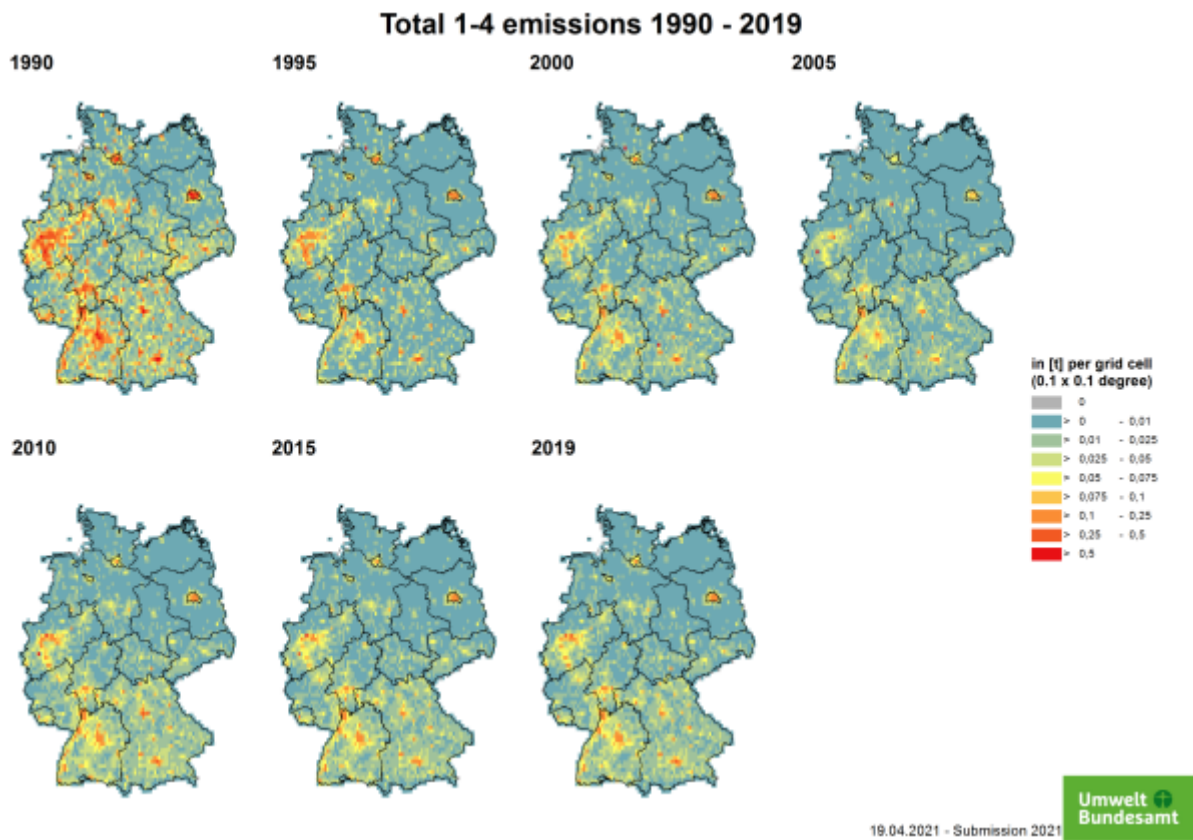 Total 1-4 emissions 1990 - 2019
1990
1995
2000
2005
2010
2015
2019
in [t] per grid cell
(0.1 x 0.1 degree)
0
> 0 - 0,01
> 0,01 - 0,025
> 0,025 - 0,05
> 0,05 - 0,075
> 0,075 - 0,1
> 0,1 - 0,25
> 0,25 - 0,5
> 0,5
Umwelt
Bundesamt
19.04.2021 - Submission 2021